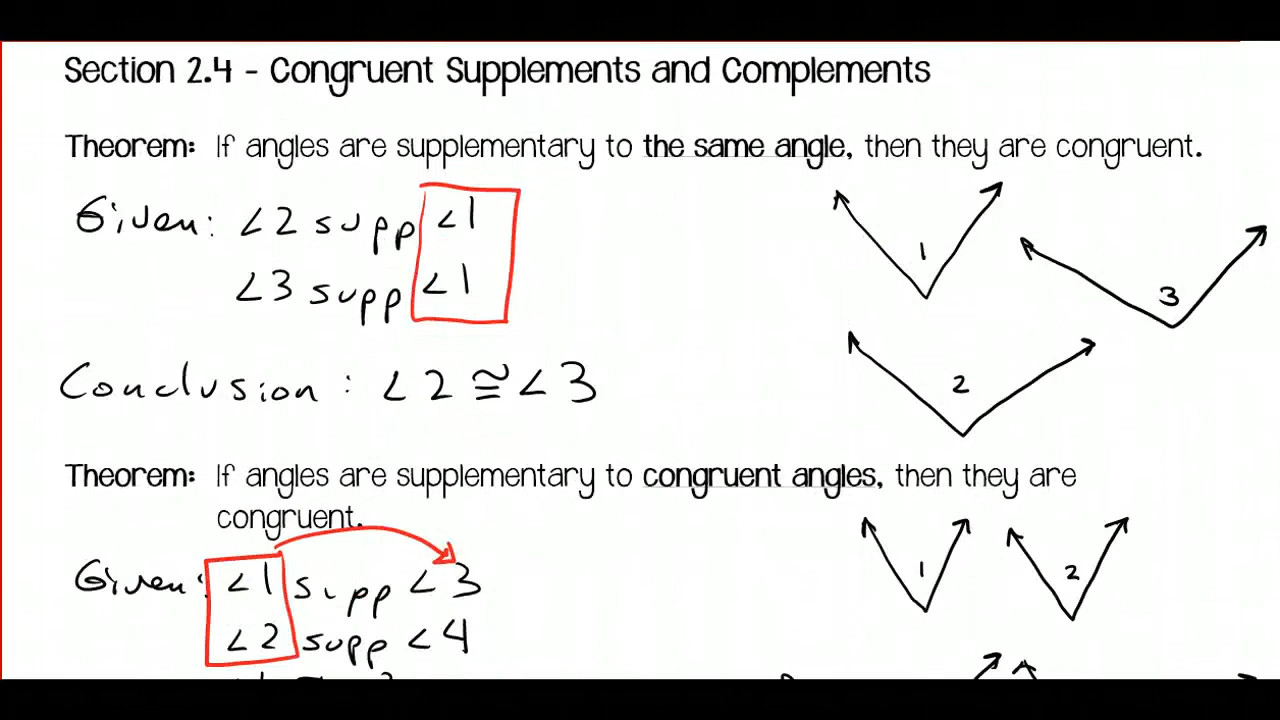 Section 2.4 - Congruent Supplements and Complements
Theorem: If angles are supplementary to the same angle, then they are congruent.
Given: ∠2 supp ∠1
∠3 supp ∠1
1
3
2
Conclusion: ∠2 ≅ ∠3
Theorem: If angles are supplementary to congruent angles, then they are
congruent.
Given: ∠1 supp ∠3
∠2 supp ∠4
1
2